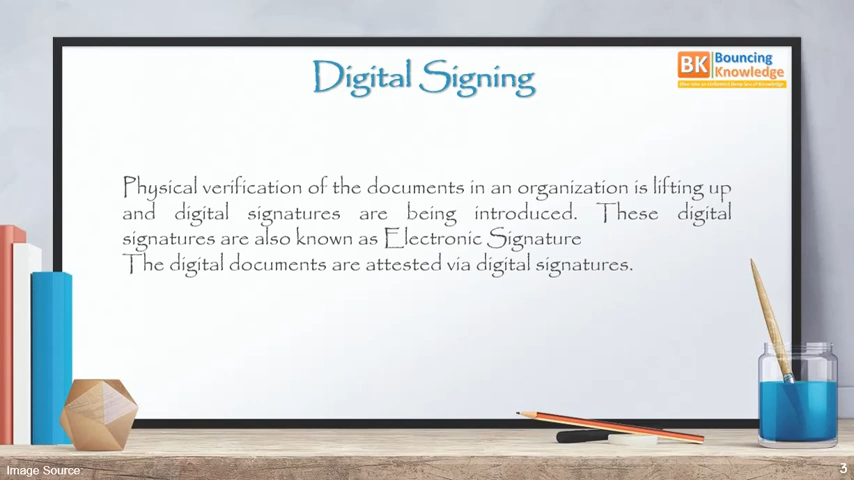 Digital Signing
BK Bouncing
Knowledge
Physical verification of the documents in an organization is lifting up
and digital signatures are being introduced. These digital
signatures are also known as Electronic Signature
The digital documents are attested via digital signatures.
Image Source:
3